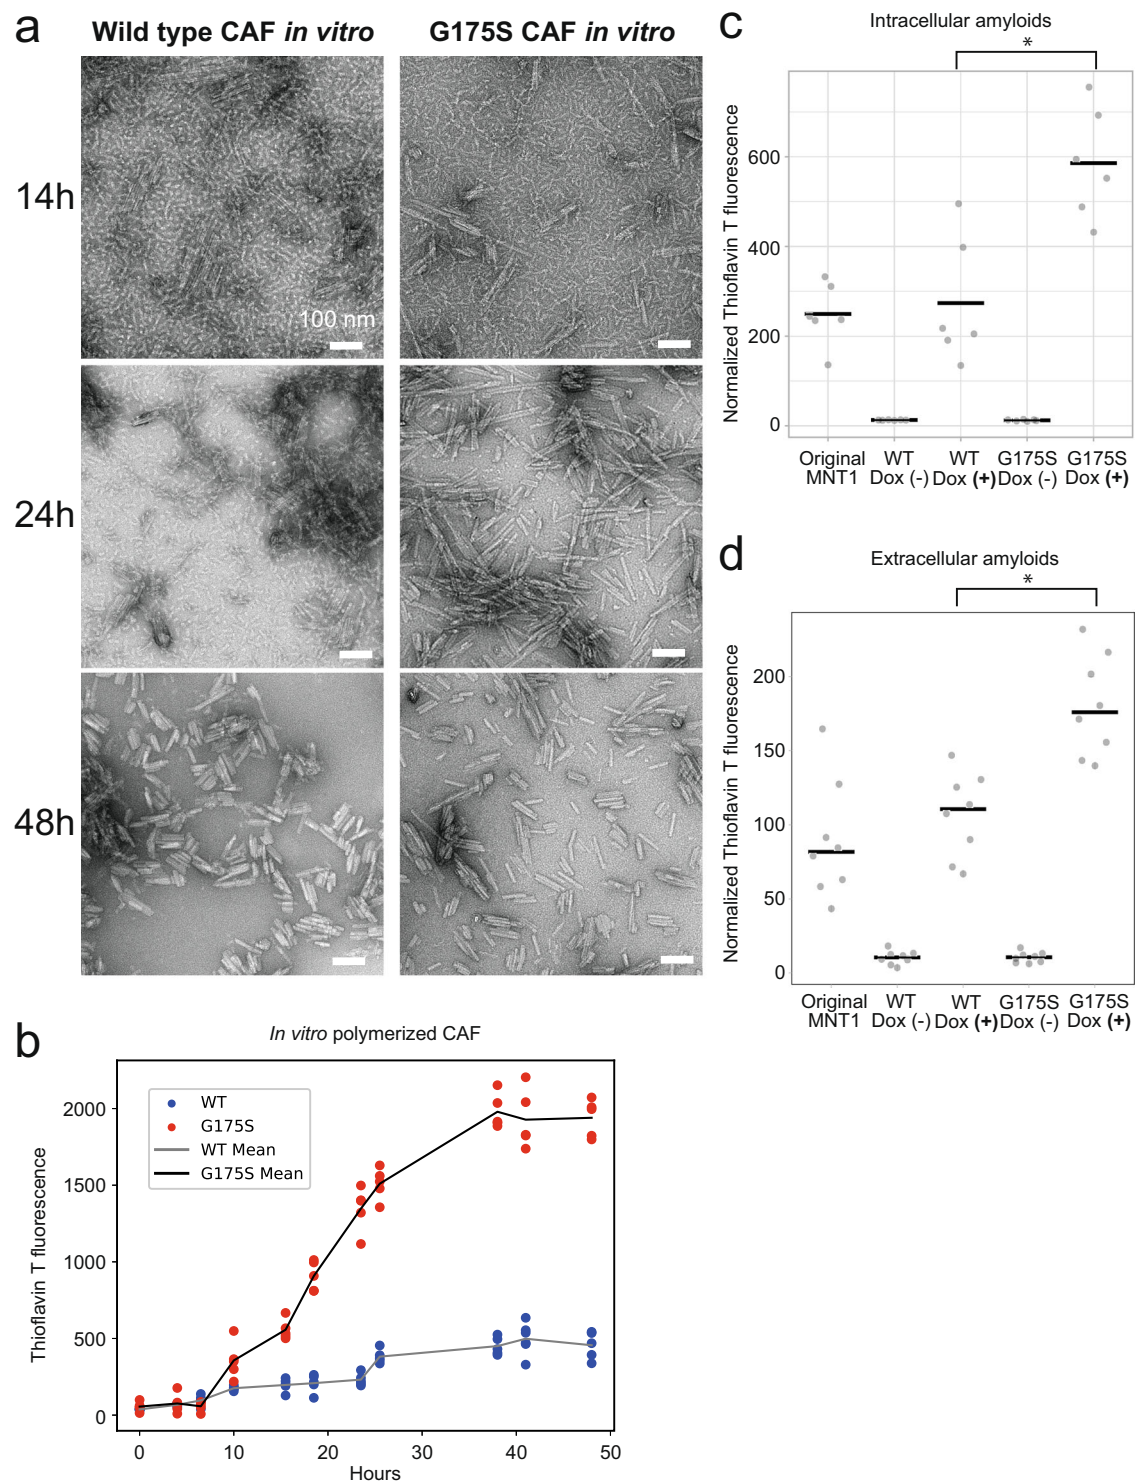 a
Wild type CAF in vitro
G175S CAF in vitro
14h
100 nm
24h
48h
b
In vitro polymerized CAF
WT
G175S
WT Mean
G175S Mean
Thioflavin T fluorescence
2000
1500
1000
500
0
0 10 20 30 40 50
Hours
c
Intracellular amyloids
*
Normalized Thioflavin T fluorescence
600
400
200
0
Original WT WT G175S G175S
MNT1 Dox (-) Dox (+) Dox (-) Dox (+)
d
Extracellular amyloids
*
Normalized Thioflavin T fluorescence
200
150
100
50
0
Original WT WT G175S G175S
MNT1 Dox (-) Dox (+) Dox (-) Dox (+)